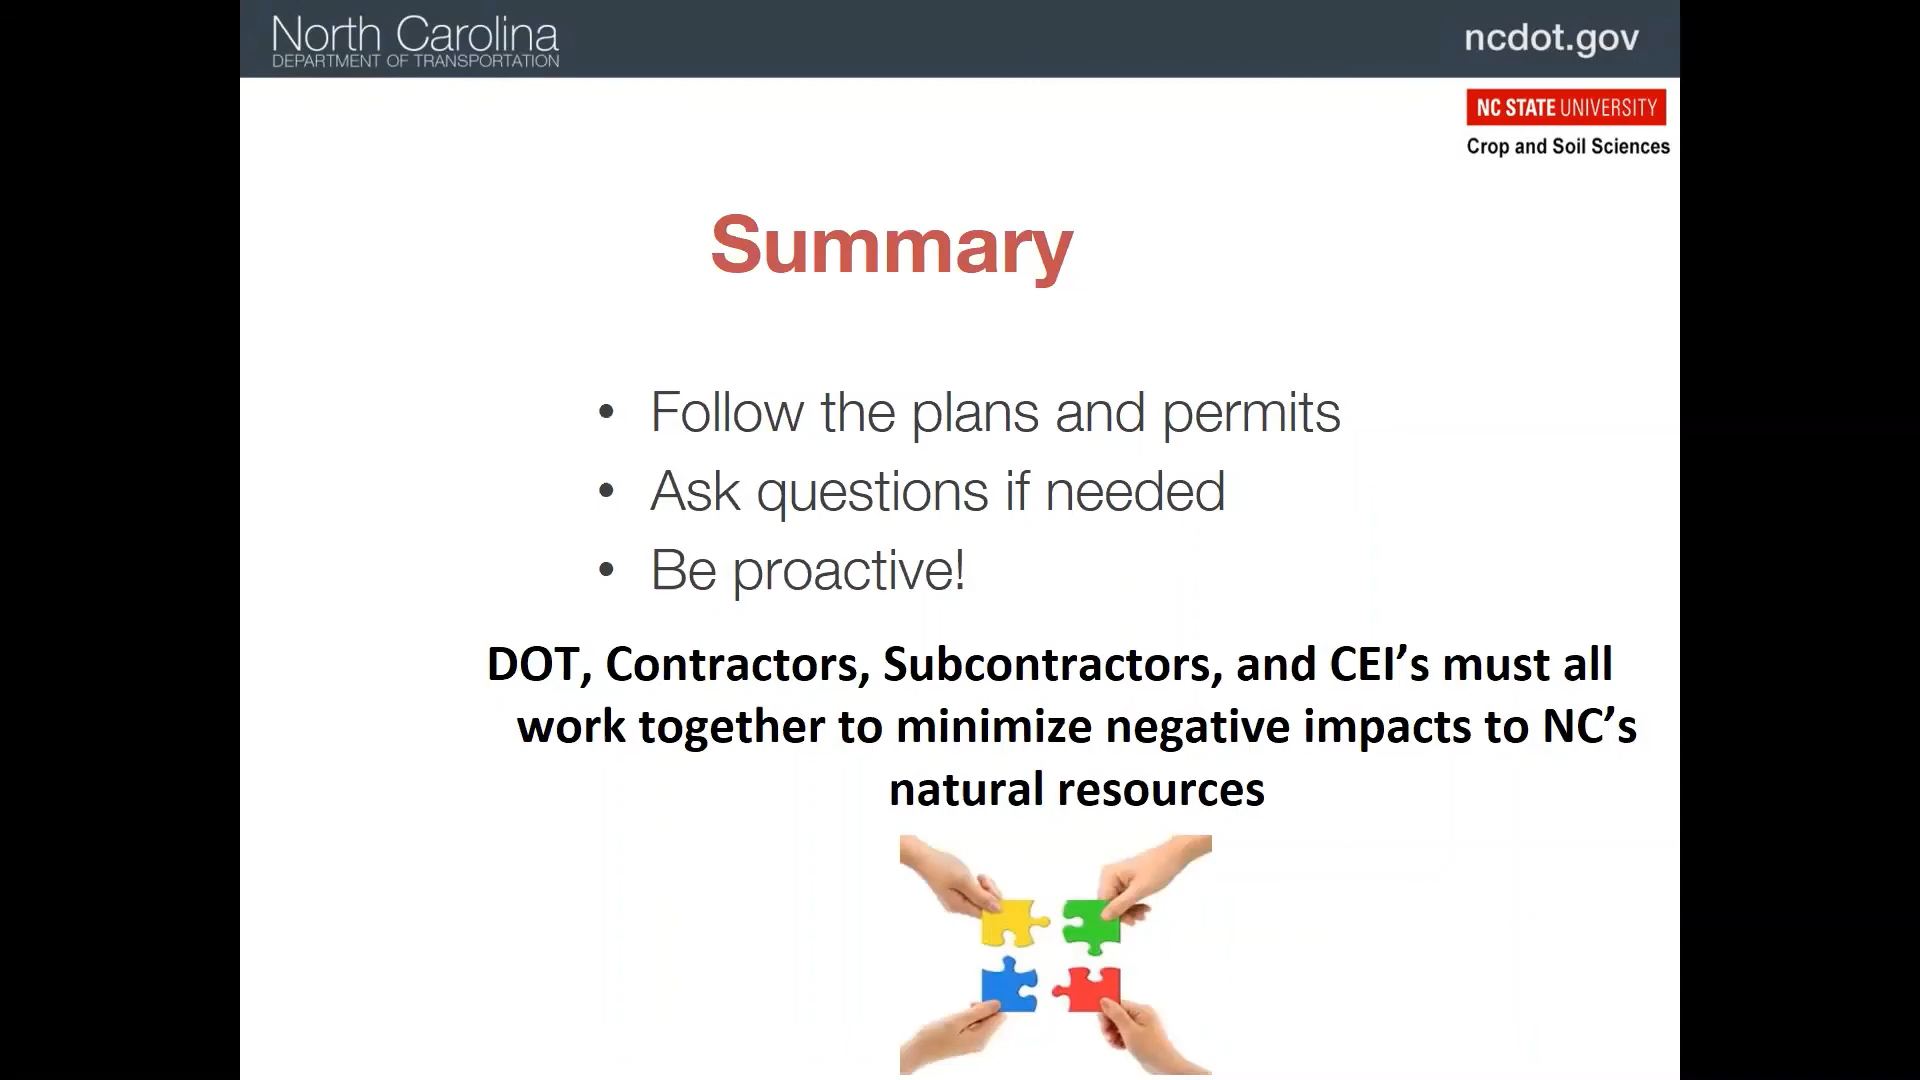 North Carolina
DEPARTMENT OF TRANSPORTATION
ncdot.gov
NC STATE UNIVERSITY
Crop and Soil Sciences
Summary
• Follow the plans and permits
• Ask questions if needed
• Be proactive!
DOT, Contractors, Subcontractors, and CEI’s must all
work together to minimize negative impacts to NC’s
natural resources